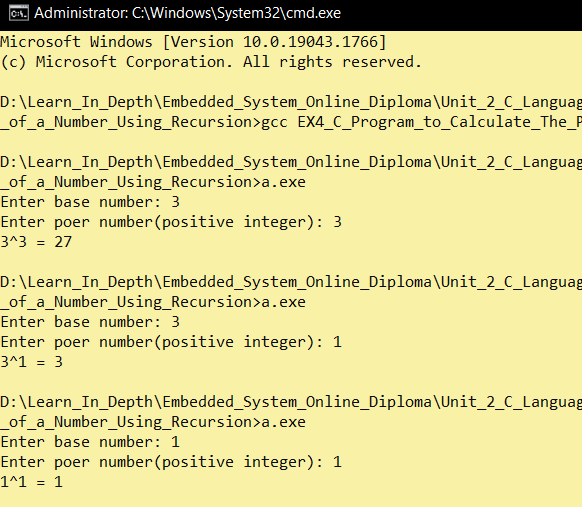 Administrator: C:\Windows\System32\cmd.exe
Microsoft Windows [Version 10.0.19043.1766]
(c) Microsoft Corporation. All rights reserved.
D:\Learn_In_Depth\Embedded_System_Online_Diploma\Unit_2_C_Languag
_of_a_Number_Using_Recursion>gcc EX4_C_Program_to_Calculate_The_P
D:\Learn_In_Depth\Embedded_System_Online_Diploma\Unit_2_C_Languag
_of_a_Number_Using_Recursion>a.exe
Enter base number: 3
Enter poer number(positive integer): 3
3^3 = 27
D:\Learn_In_Depth\Embedded_System_Online_Diploma\Unit_2_C_Languag
_of_a_Number_Using_Recursion>a.exe
Enter base number: 3
Enter poer number(positive integer): 1
3^1 = 3
D:\Learn_In_Depth\Embedded_System_Online_Diploma\Unit_2_C_Languag
_of_a_Number_Using_Recursion>a.exe
Enter base number: 1
Enter poer number(positive integer): 1
1^1 = 1